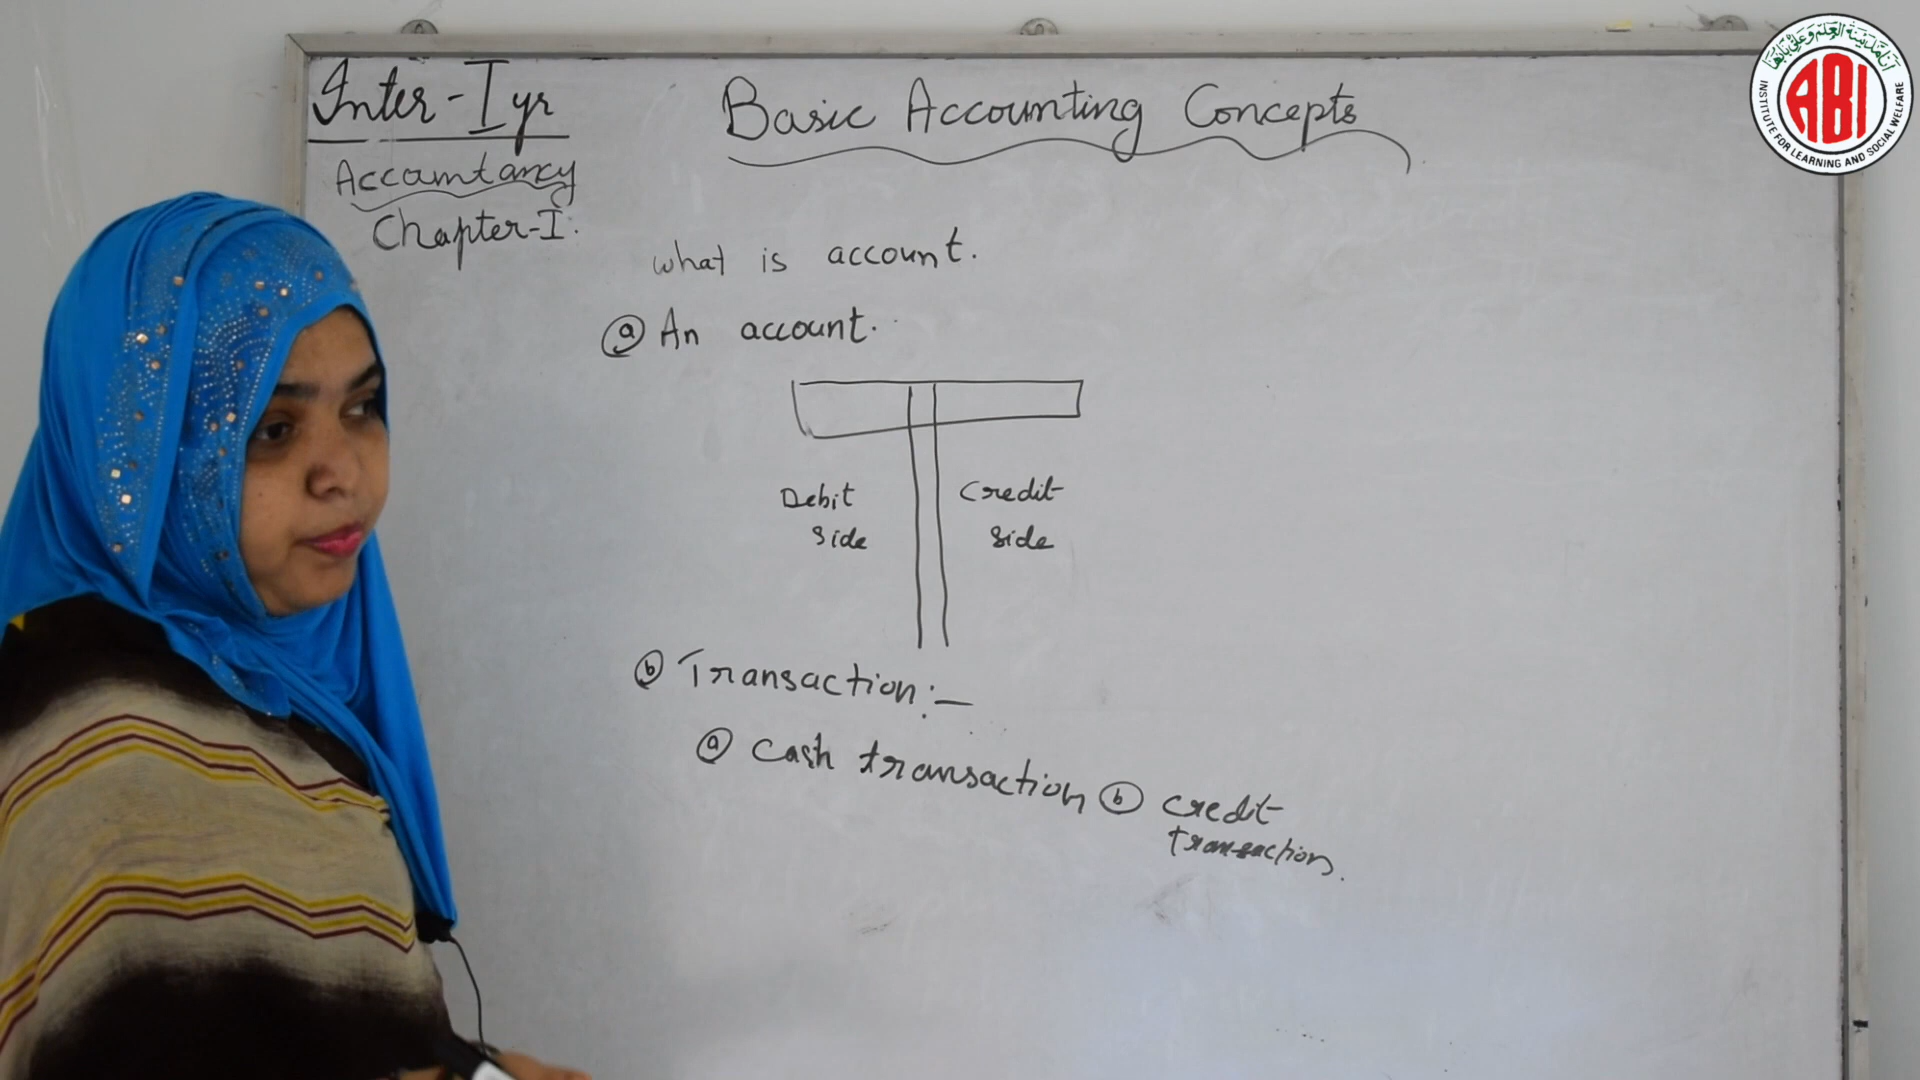 Inter-I yr
Accountancy
Chapter-I.
Basic Accounting Concepts
what is account.
(a) An account.
Debit Side
Credit Side
(b) Transaction:-
(a) Cash transaction (b) credit transaction.
ABI
INSTITUTE FOR LEARNING AND SOCIAL WELFARE